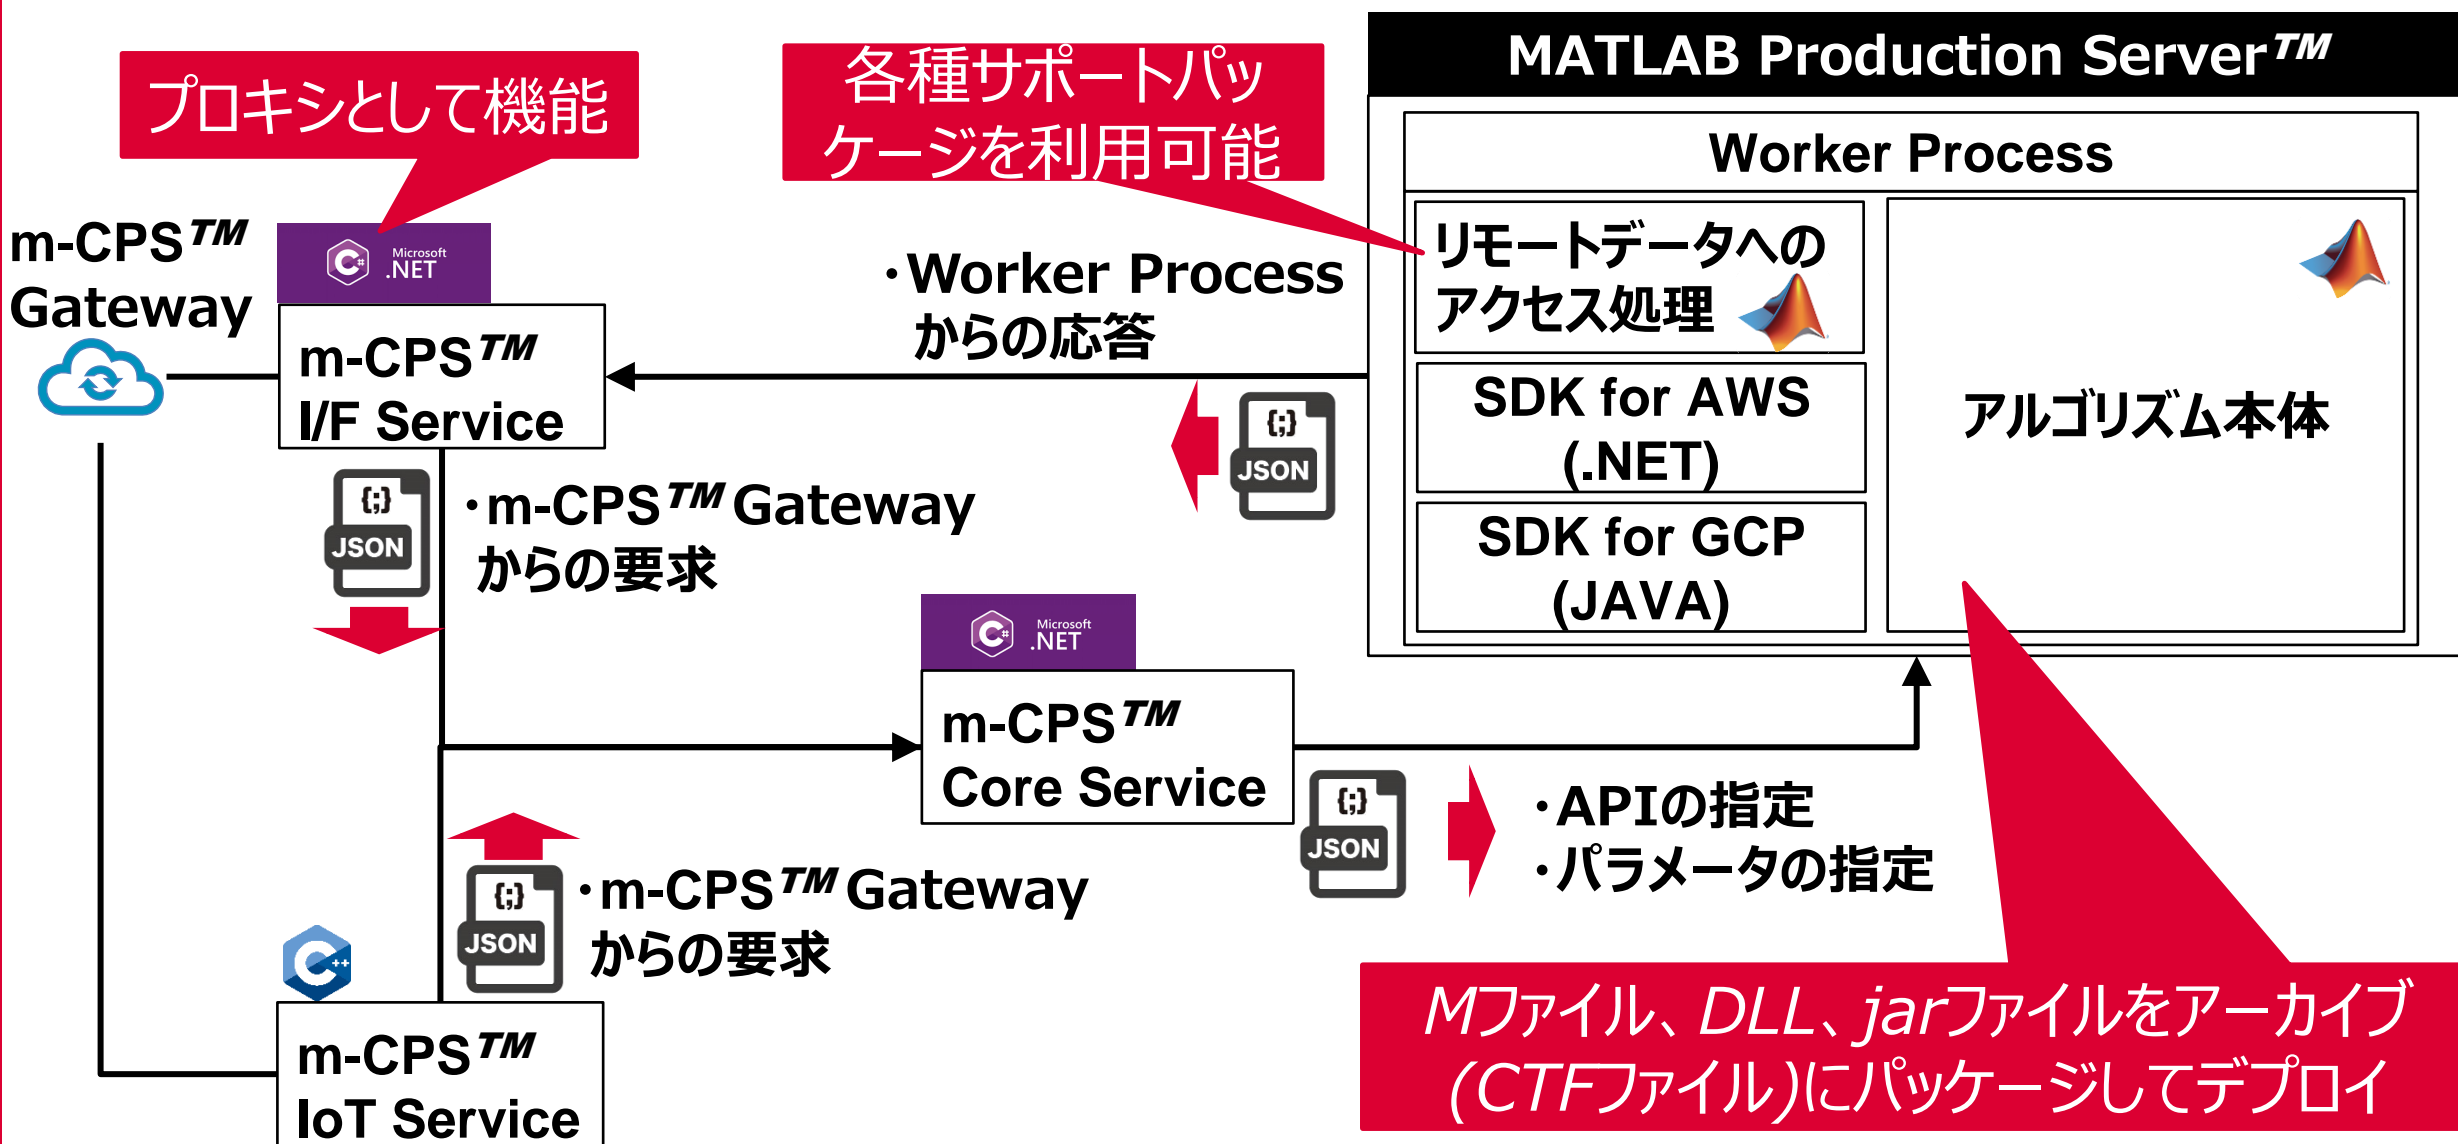 MATLAB Production Server™
プロキシとして機能
各種サポートパッ
ケージを利用可能
Worker Process
m-CPS™
Gateway
Microsoft
.NET
C#
m-CPS™
I/F Service
・Worker Process
からの応答
リモートデータへの
アクセス処理
SDK for AWS
(.NET)
SDK for GCP
(JAVA)
アルゴリズム本体
{;}
JSON
{;}
JSON
・m-CPS™ Gateway
からの要求
C#
Microsoft
.NET
m-CPS™
Core Service
{;}
JSON
・APIの指定
・パラメータの指定
{;}
JSON
・m-CPS™ Gateway
からの要求
C++
m-CPS™
IoT Service
Mファイル、DLL、jarファイルをアーカイブ
(CTFファイル)にパッケージしてデプロイ